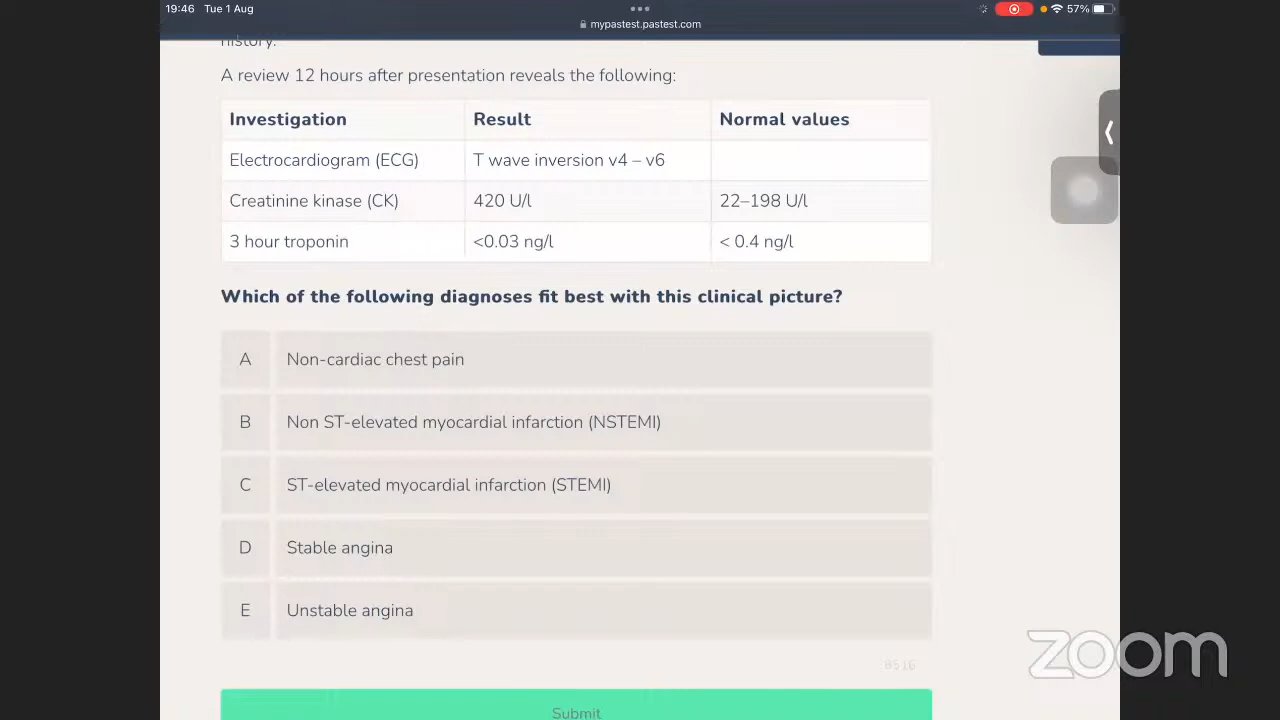 19:46 Tue 1 Aug
57%
mypastest.pastest.com
history.
A review 12 hours after presentation reveals the following:
Investigation Result Normal values
Electrocardiogram (ECG) T wave inversion v4 – v6
Creatinine kinase (CK) 420 U/l 22–198 U/l
3 hour troponin <0.03 ng/l < 0.4 ng/l
Which of the following diagnoses fit best with this clinical picture?
A Non-cardiac chest pain
B Non ST-elevated myocardial infarction (NSTEMI)
C ST-elevated myocardial infarction (STEMI)
D Stable angina
E Unstable angina
8516
zoom
Submit